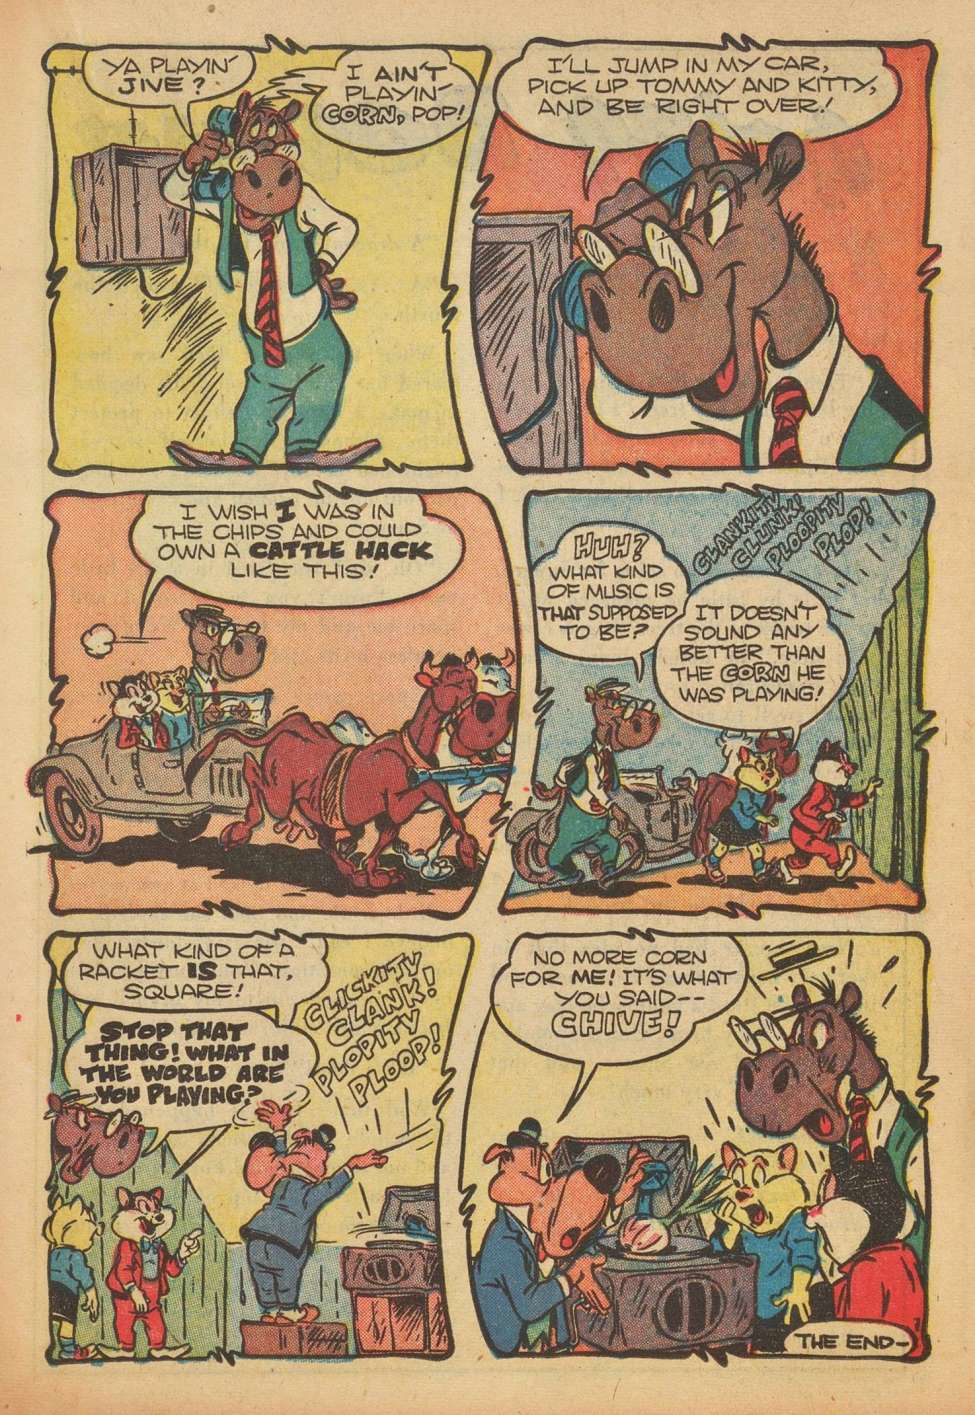 YA PLAYIN'
JIVE?
I AIN'T
PLAYIN'
CORN, POP!
I'LL JUMP IN MY CAR,
PICK UP TOMMY AND KITTY,
AND BE RIGHT OVER!
I WISH I WAS IN
THE CHIPS AND COULD
OWN A CATTLE HACK
LIKE THIS!
HUH?
WHAT KIND
OF MUSIC IS
THAT SUPPOSED
TO BE?
CLANKITY
CLUNK!
PLOOPITY
PLOP!
IT DOESN'T
SOUND ANY
BETTER THAN
THE CORN HE
WAS PLAYING!
WHAT KIND OF A
RACKET IS THAT,
SQUARE!
STOP THAT
THING! WHAT IN
THE WORLD ARE
YOU PLAYING?
CLICKITY
CLANK!
PLOPITY
PLOOP!
NO MORE CORN
FOR ME! IT'S WHAT
YOU SAID--
CHIVE!
THE END-